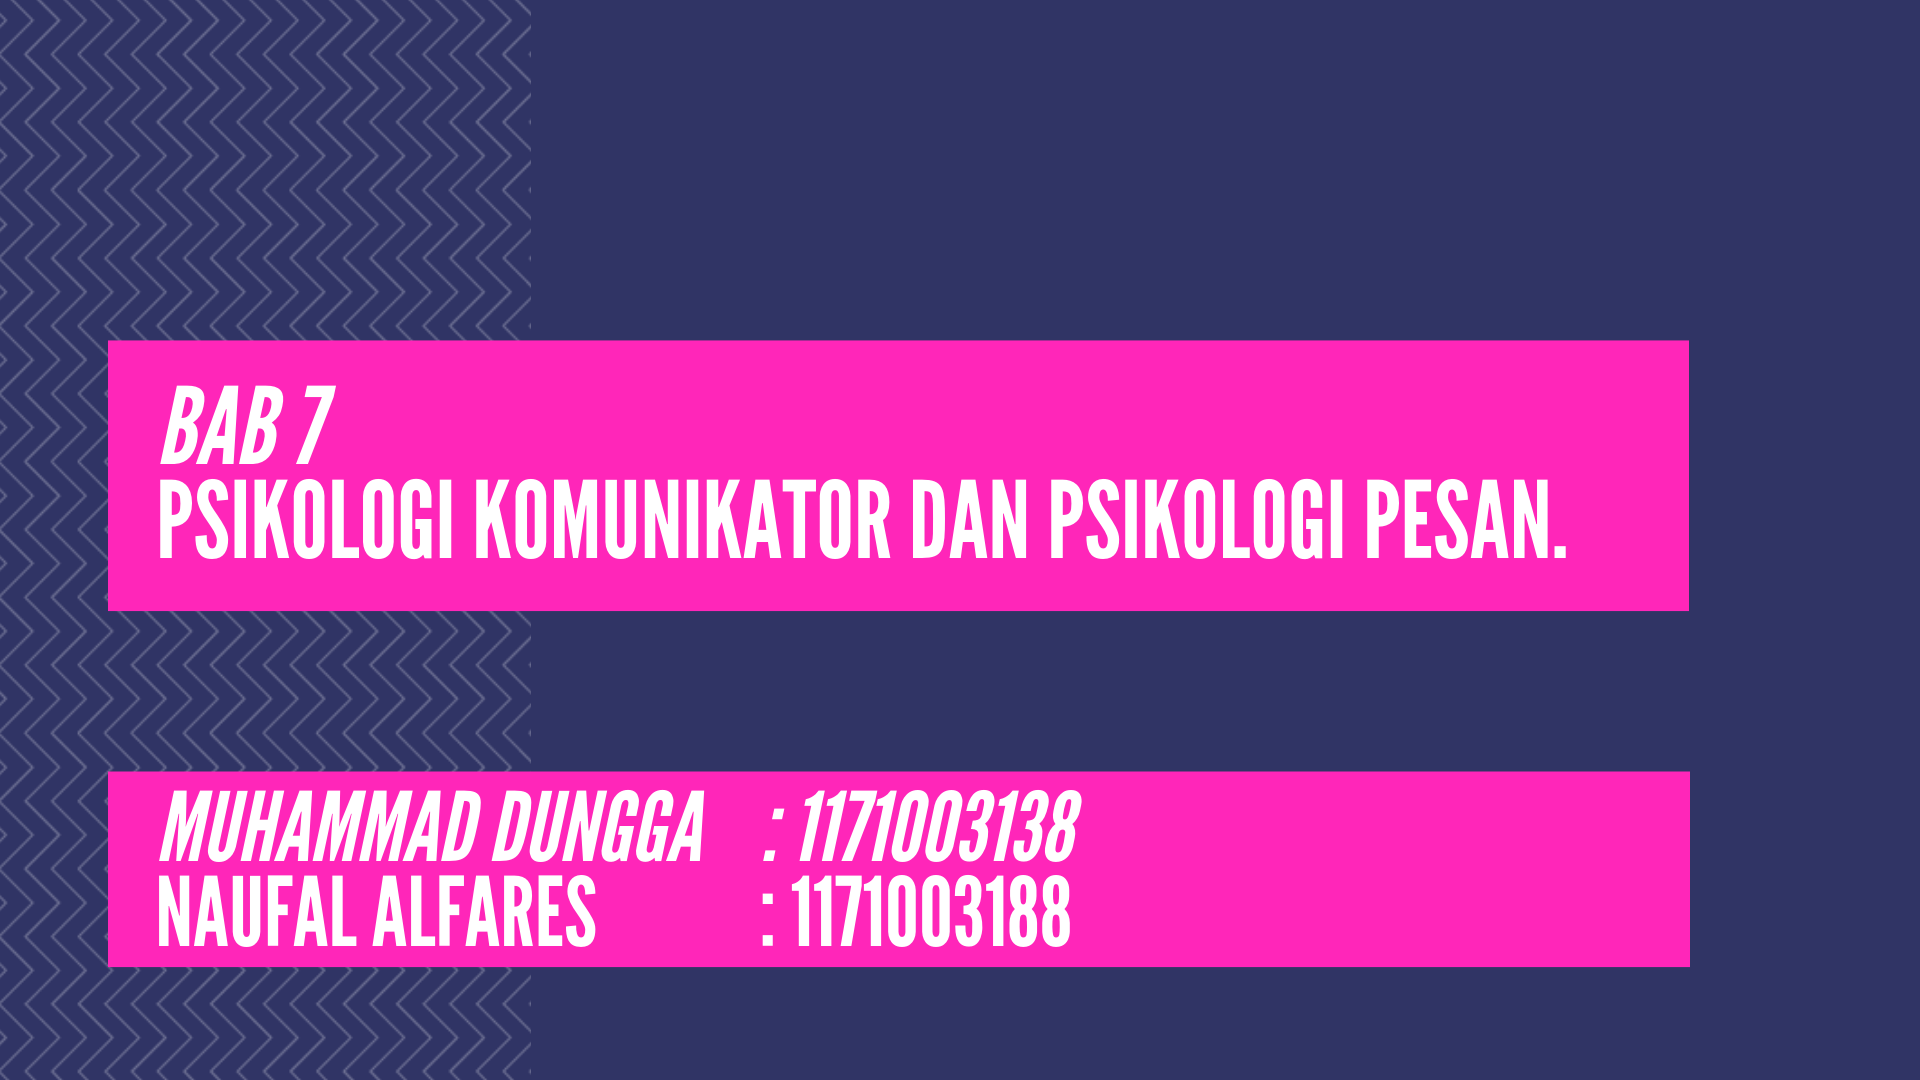 BAB 7
PSIKOLOGI KOMUNIKATOR DAN PSIKOLOGI PESAN.
MUHAMMAD DUNGGA : 1171003138
NAUFAL ALFARES : 1171003188